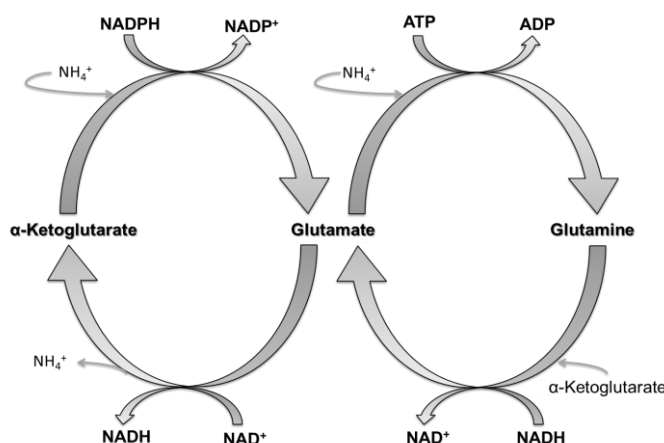 NADPH NADP⁺ ATP ADP
NH₄⁺ NH₄⁺
α-Ketoglutarate Glutamate Glutamine
NH₄⁺
α-Ketoglutarate
NADH NAD⁺ NAD⁺ NADH